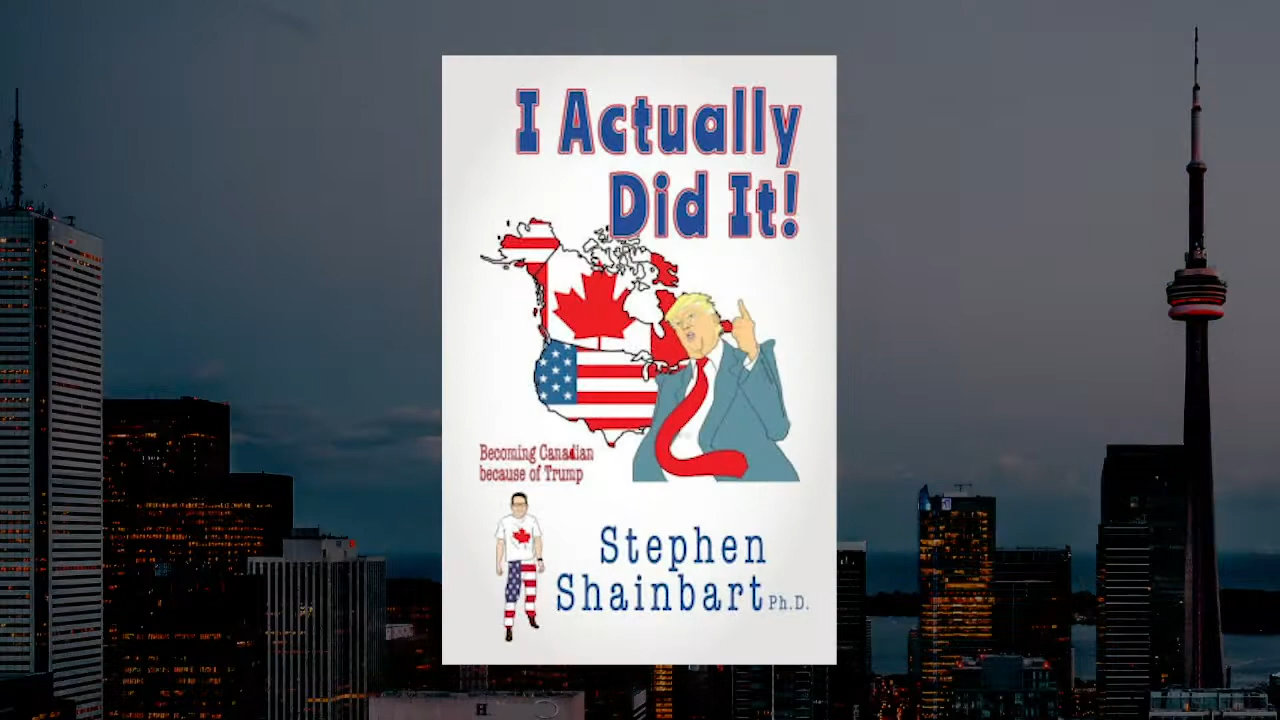 I Actually
Did It!
Becoming Canadian
because of Trump
Stephen
Shainbart Ph.D.
H